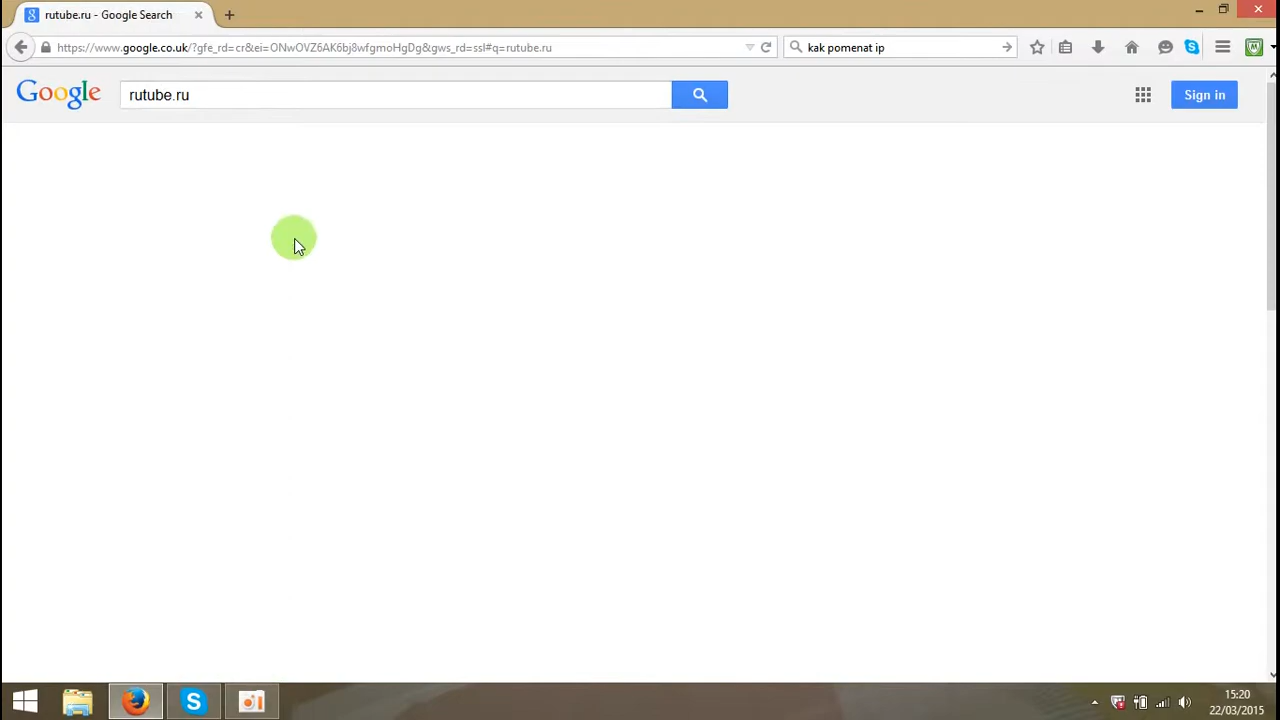 rutube.ru - Google Search
https://www.google.co.uk/?gfe_rd=cr&ei=ONwOVZ6AK6bj8wfgmoHgDg&gws_rd=ssl#q=rutube.ru
kak pomenat ip
Google
rutube.ru
Sign in
15:20
22/03/2015